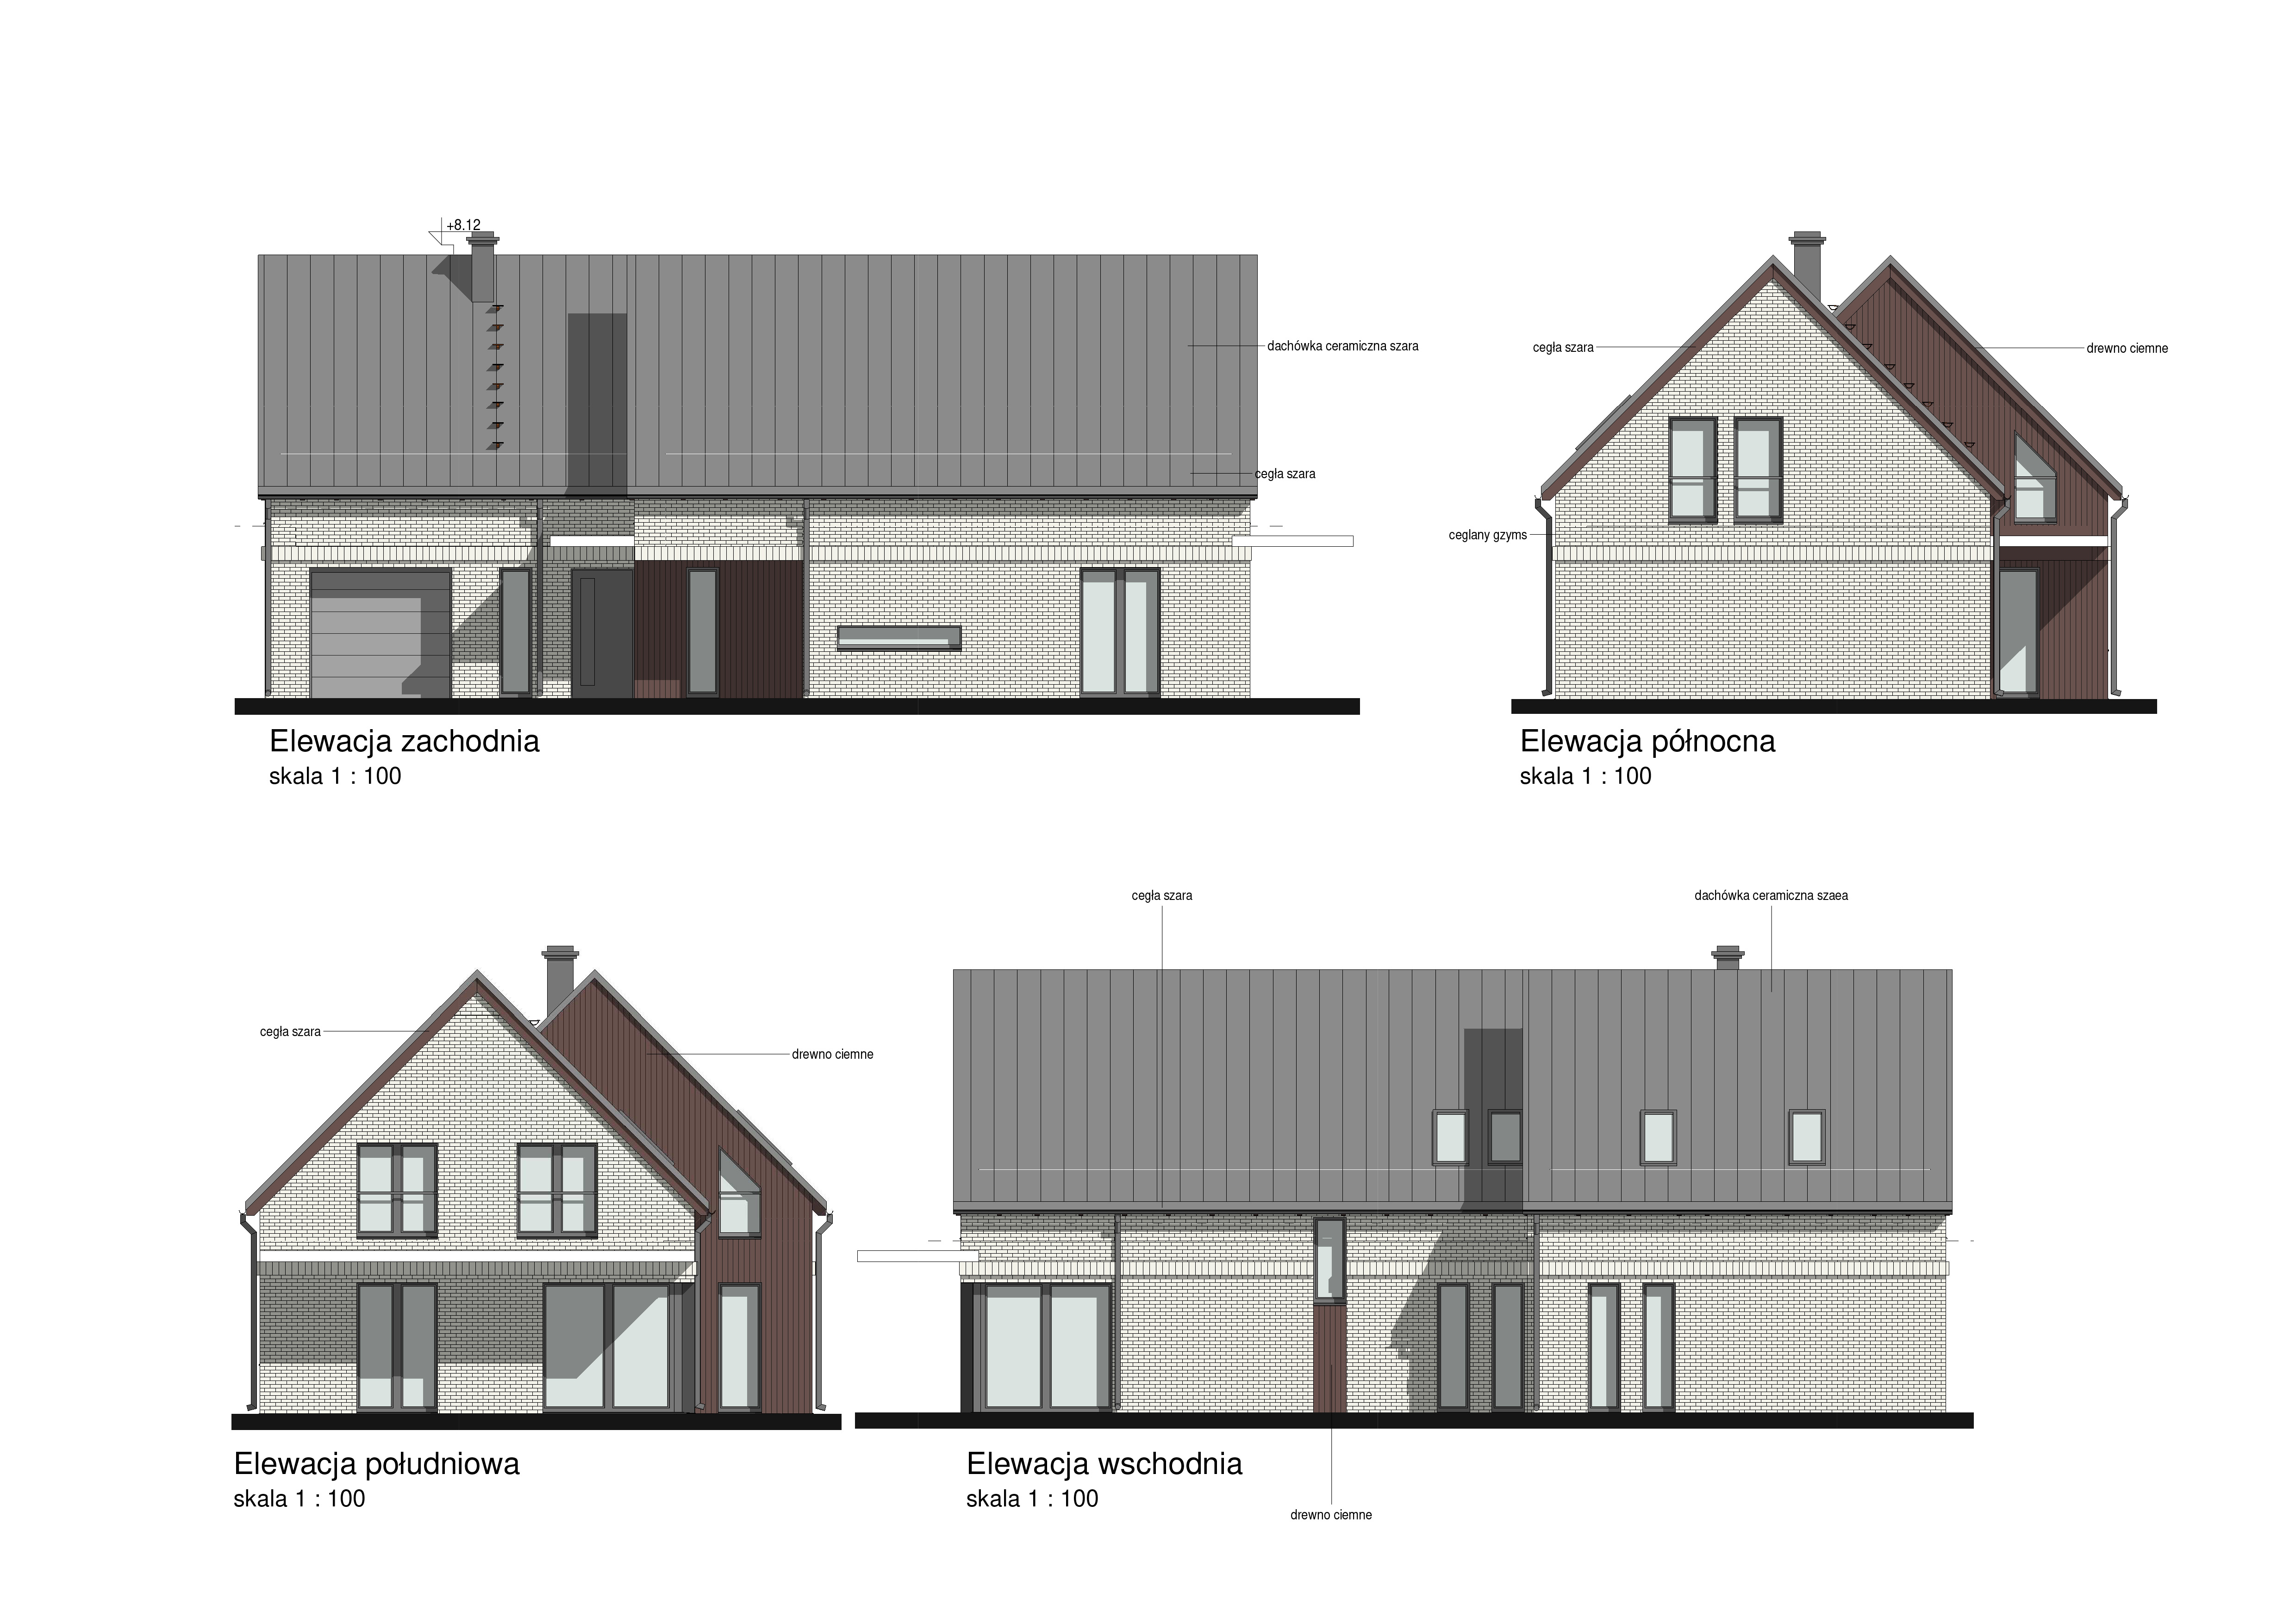 +8.12
dachówka ceramiczna szara
cegła szara
Elewacja zachodnia
skala 1 : 100
cegła szara
drewno ciemne
ceglany gzyms
Elewacja północna
skala 1 : 100
cegła szara
drewno ciemne
Elewacja południowa
skala 1 : 100
cegła szara
dachówka ceramiczna szaea
Elewacja wschodnia
skala 1 : 100
drewno ciemne